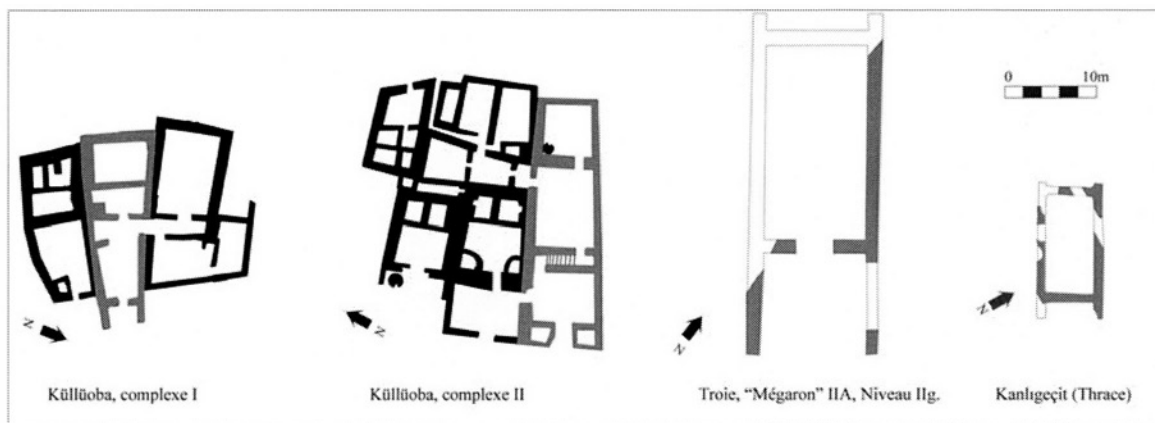 0 10m
N
N
N
N
Küllüoba, complexe I
Küllüoba, complexe II
Troie, “Mégaron” IIA, Niveau IIg.
Kanlıgeçit (Thrace)